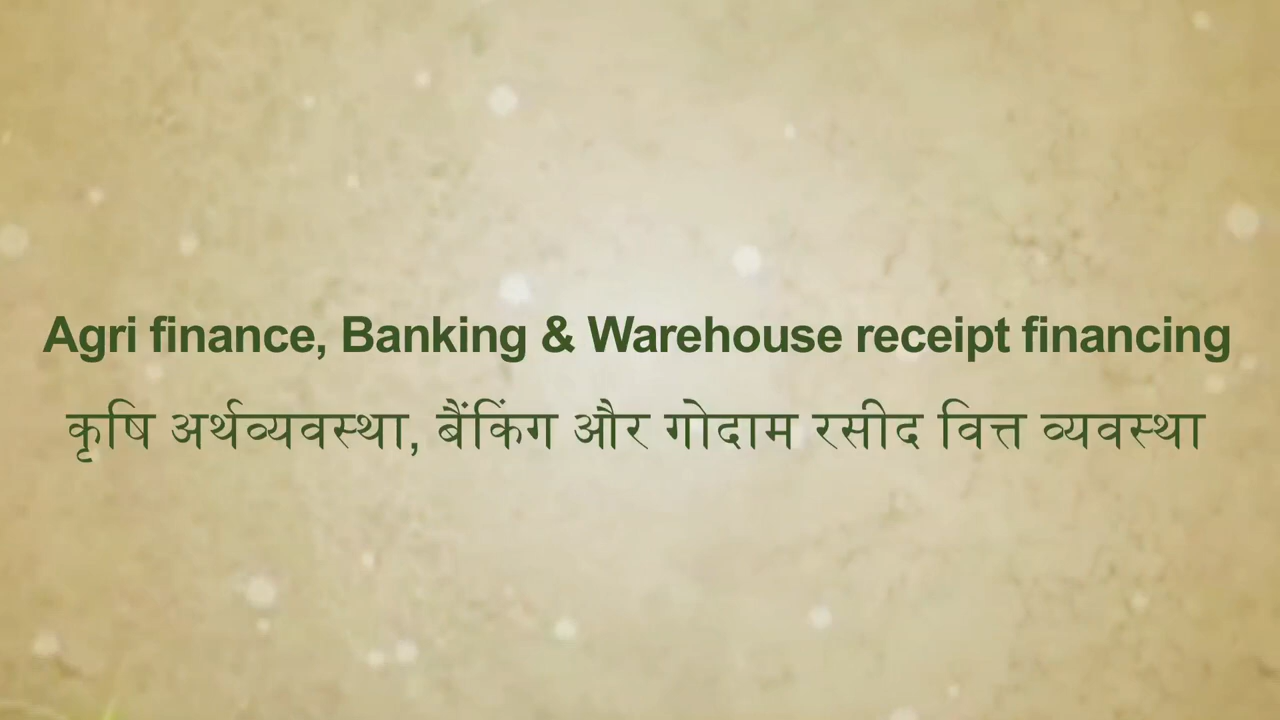 Agri finance, Banking & Warehouse receipt financing
कृषि अर्थव्यवस्था, बैंकिंग और गोदाम रसीद वित्त व्यवस्था